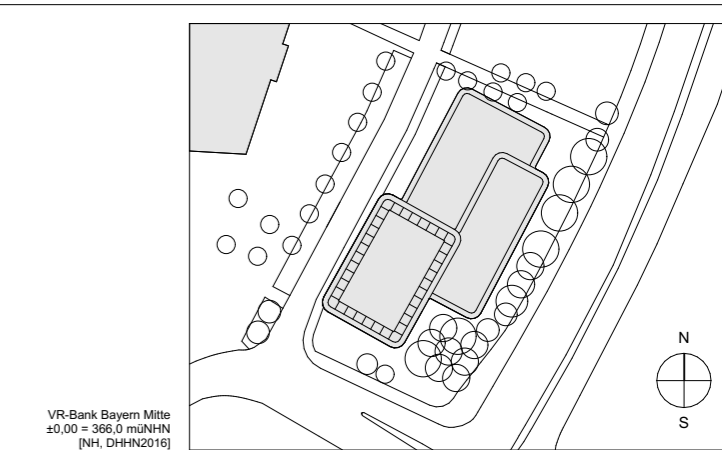 N
S
VR-Bank Bayern Mitte
±0,00 = 366,0 müNHN
[NH, DHHN2016]